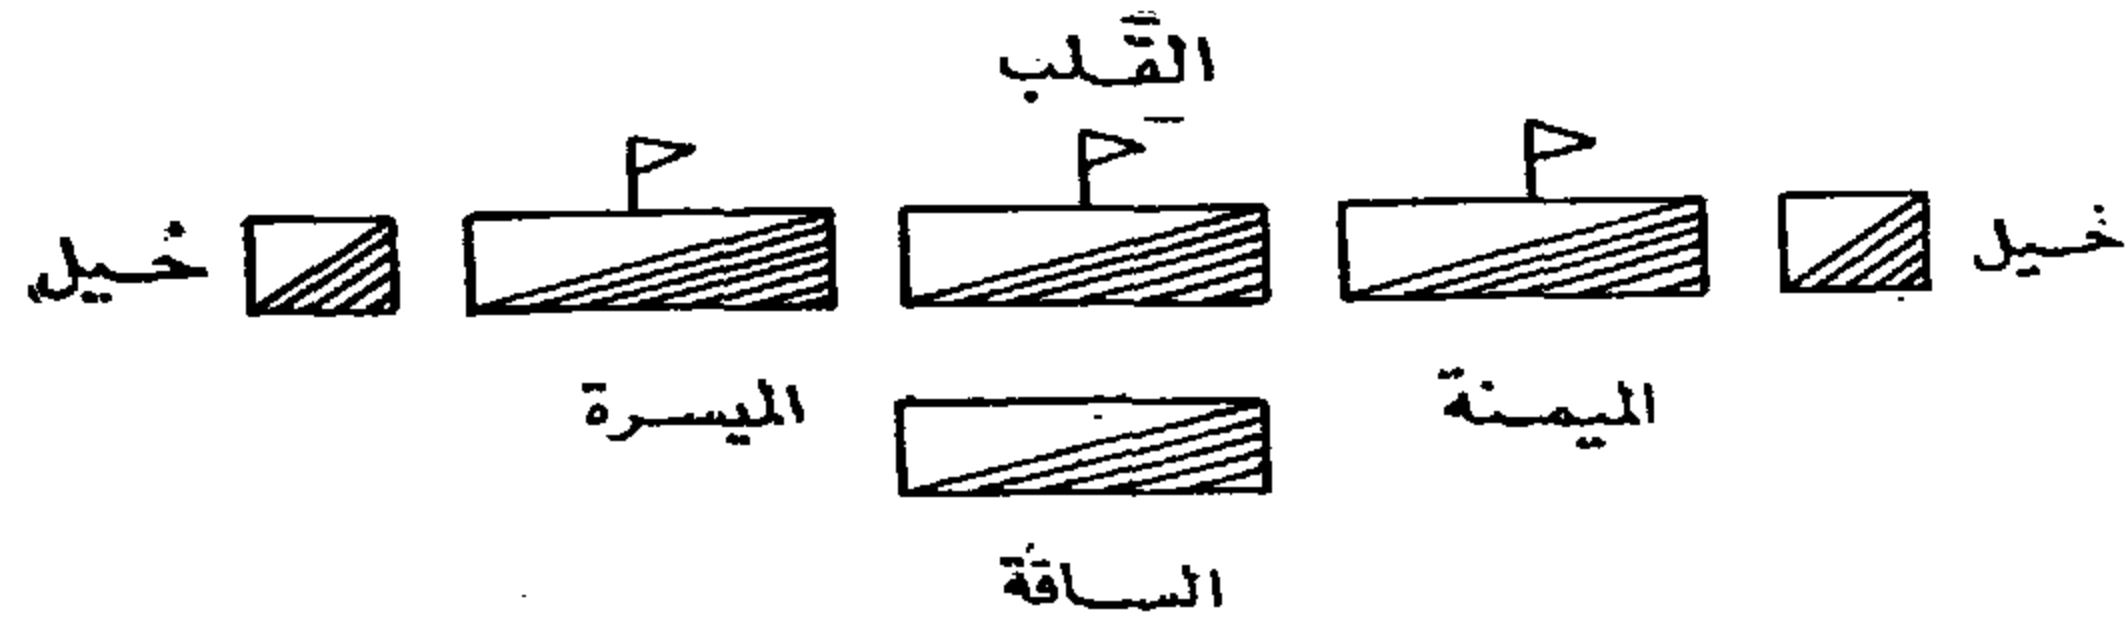 القلب
خيل
خيل
الميمنة
الميسرة
الساقة